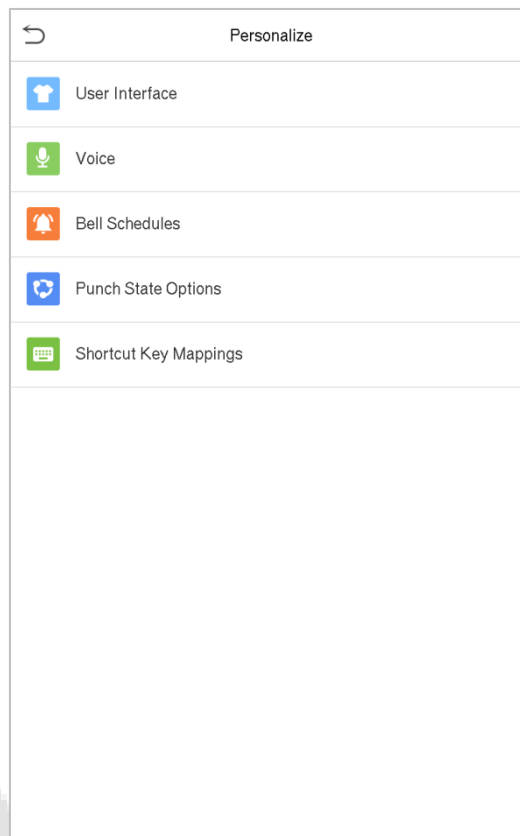 Personalize
User Interface
Voice
Bell Schedules
Punch State Options
Shortcut Key Mappings